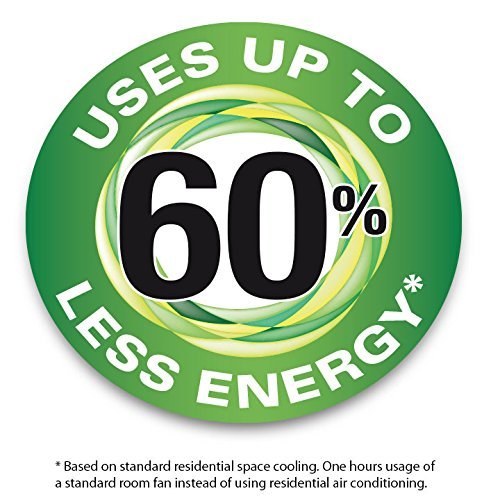 USES UP TO
60%
LESS ENERGY*
* Based on standard residential space cooling. One hours usage of
a standard room fan instead of using residential air conditioning.